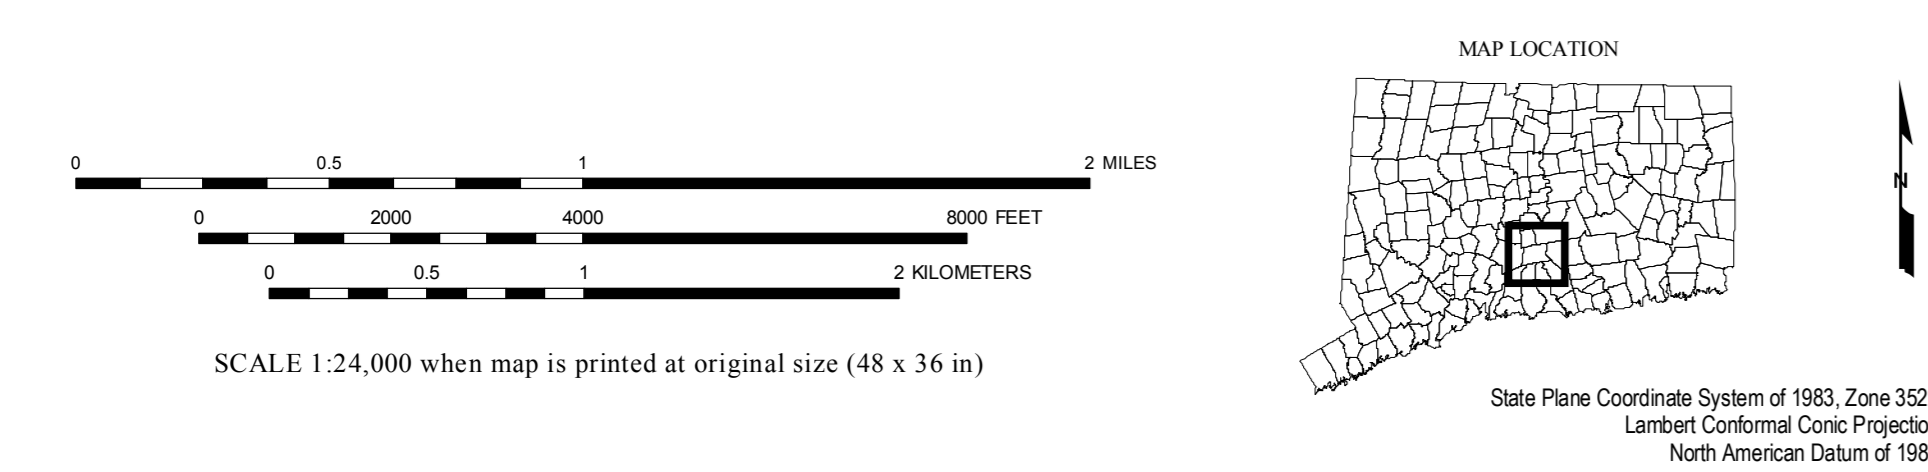 MAP LOCATION
0 0.5 1 2 MILES
0 2000 4000 8000 FEET
0 0.5 1 2 KILOMETERS
N
SCALE 1:24,000 when map is printed at original size (48 x 36 in)
State Plane Coordinate System of 1983, Zone 352
Lambert Conformal Conic Projectio
North American Datum of 198